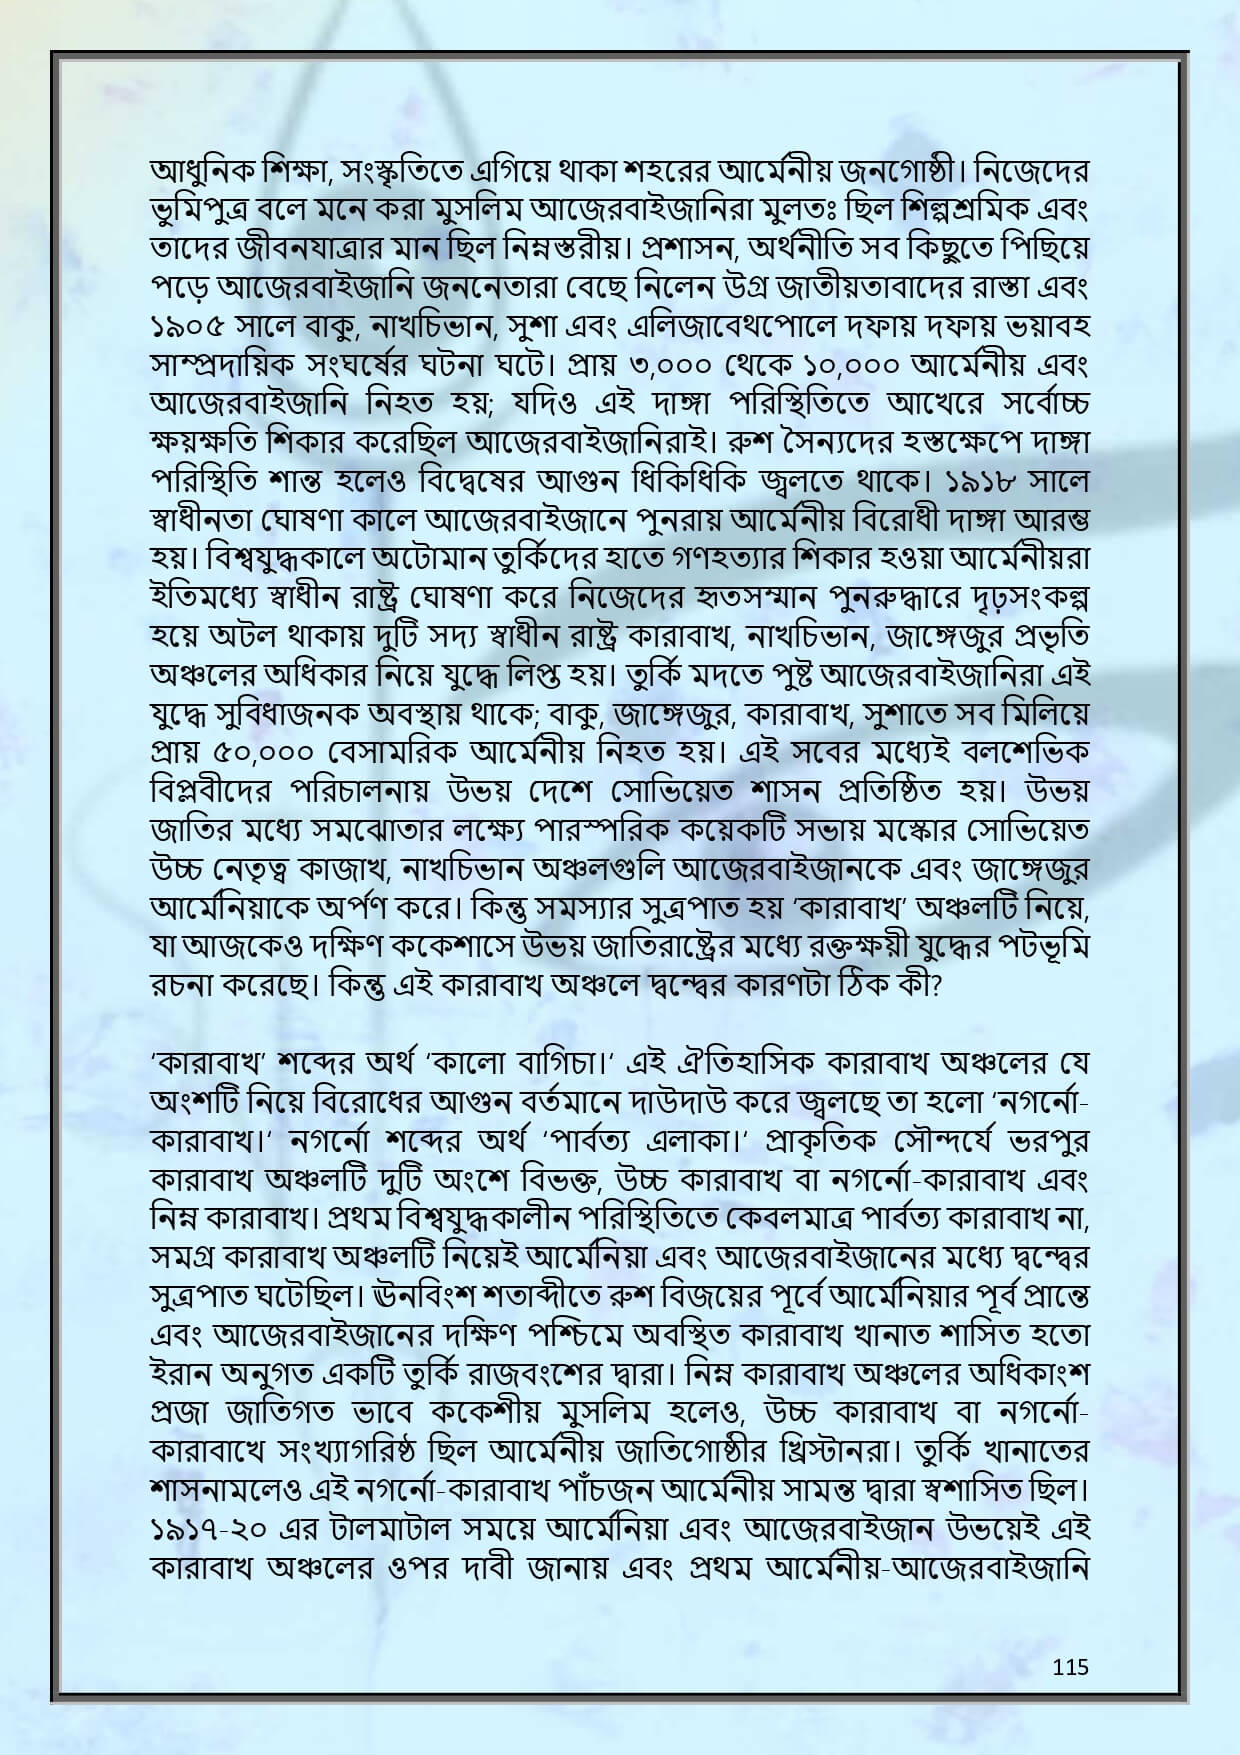 আধুনিক শিক্ষা, সংস্কৃতিতে এগিয়ে থাকা শহরের আর্মেনীয় জনগোষ্ঠী। নিজেদের
ভুমিপুত্র বলে মনে করা মুসলিম আজেরবাইজানিরা মুলতঃ ছিল শিল্পশ্রমিক এবং
তাদের জীবনযাত্রার মান ছিল নিম্নস্তরীয়। প্রশাসন, অর্থনীতি সব কিছুতে পিছিয়ে
পড়ে আজেরবাইজানি জননেতারা বেছে নিলেন উগ্র জাতীয়তাবাদের রাস্তা এবং
১৯০৫ সালে বাকু, নাখচিভান, সুশা এবং এলিজাবেথপোলে দফায় দফায় ভয়াবহ
সাম্প্রদায়িক সংঘর্ষের ঘটনা ঘটে। প্রায় ৩,০০০ থেকে ১০,০০০ আর্মেনীয় এবং
আজেরবাইজানি নিহত হয়; যদিও এই দাঙ্গা পরিস্থিতিতে আখেরে সর্বোচ্চ
ক্ষয়ক্ষতি শিকার করেছিল আজেরবাইজানিরাই। রুশ সৈন্যদের হস্তক্ষেপে দাঙ্গা
পরিস্থিতি শান্ত হলেও বিদ্বেষের আগুন ধিকিধিকি জ্বলতে থাকে। ১৯১৮ সালে
স্বাধীনতা ঘোষণা কালে আজেরবাইজানে পুনরায় আর্মেনীয় বিরোধী দাঙ্গা আরম্ভ
হয়। বিশ্বযুদ্ধকালে অটোমান তুর্কিদের হাতে গণহত্যার শিকার হওয়া আর্মেনীয়রা
ইতিমধ্যে স্বাধীন রাষ্ট্র ঘোষণা করে নিজেদের হৃতসম্মান পুনরুদ্ধারে দৃঢ়সংকল্প
হয়ে অটল থাকায় দুটি সদ্য স্বাধীন রাষ্ট্র কারাবাখ, নাখচিভান, জাঙ্গেজুর প্রভৃতি
অঞ্চলের অধিকার নিয়ে যুদ্ধে লিপ্ত হয়। তুর্কি মদতে পুষ্ট আজেরবাইজানিরা এই
যুদ্ধে সুবিধাজনক অবস্থায় থাকে; বাকু, জাঙ্গেজুর, কারাবাখ, সুশাতে সব মিলিয়ে
প্রায় ৫০,০০০ বেসামরিক আর্মেনীয় নিহত হয়। এই সবের মধ্যেই বলশেভিক
বিপ্লবীদের পরিচালনায় উভয় দেশে সোভিয়েত শাসন প্রতিষ্ঠিত হয়। উভয়
জাতির মধ্যে সমঝোতার লক্ষ্যে পারস্পরিক কয়েকটি সভায় মস্কোর সোভিয়েত
উচ্চ নেতৃত্ব কাজাখ, নাখচিভান অঞ্চলগুলি আজেরবাইজানকে এবং জাঙ্গেজুর
আর্মেনিয়াকে অর্পণ করে। কিন্তু সমস্যার সুত্রপাত হয় ‘কারাবাখ’ অঞ্চলটি নিয়ে,
যা আজকেও দক্ষিণ ককেশাসে উভয় জাতিরাষ্ট্রের মধ্যে রক্তক্ষয়ী যুদ্ধের পটভূমি
রচনা করেছে। কিন্তু এই কারাবাখ অঞ্চলে দ্বন্দ্বের কারণটা ঠিক কী?
‘কারাবাখ’ শব্দের অর্থ ‘কালো বাগিচা।‘ এই ঐতিহাসিক কারাবাখ অঞ্চলের যে
অংশটি নিয়ে বিরোধের আগুন বর্তমানে দাউদাউ করে জ্বলছে তা হলো ‘নগর্নো-
কারাবাখ।‘ নগর্নো শব্দের অর্থ ‘পার্বত্য এলাকা।‘ প্রাকৃতিক সৌন্দর্যে ভরপুর
কারাবাখ অঞ্চলটি দুটি অংশে বিভক্ত, উচ্চ কারাবাখ বা নগর্নো-কারাবাখ এবং
নিম্ন কারাবাখ। প্রথম বিশ্বযুদ্ধকালীন পরিস্থিতিতে কেবলমাত্র পার্বত্য কারাবাখ না,
সমগ্র কারাবাখ অঞ্চলটি নিয়েই আর্মেনিয়া এবং আজেরবাইজানের মধ্যে দ্বন্দ্বের
সুত্রপাত ঘটেছিল। ঊনবিংশ শতাব্দীতে রুশ বিজয়ের পূর্বে আর্মেনিয়ার পূর্ব প্রান্তে
এবং আজেরবাইজানের দক্ষিণ পশ্চিমে অবস্থিত কারাবাখ খানাত শাসিত হতো
ইরান অনুগত একটি তুর্কি রাজবংশের দ্বারা। নিম্ন কারাবাখ অঞ্চলের অধিকাংশ
প্রজা জাতিগত ভাবে ককেশীয় মুসলিম হলেও, উচ্চ কারাবাখ বা নগর্নো-
কারাবাখে সংখ্যাগরিষ্ঠ ছিল আর্মেনীয় জাতিগোষ্ঠীর খ্রিস্টানরা। তুর্কি খানাতের
শাসনামলেও এই নগর্নো-কারাবাখ পাঁচজন আর্মেনীয় সামন্ত দ্বারা স্বশাসিত ছিল।
১৯১৭-২০ এর টালমাটাল সময়ে আর্মেনিয়া এবং আজেরবাইজান উভয়েই এই
কারাবাখ অঞ্চলের ওপর দাবী জানায় এবং প্রথম আর্মেনীয়-আজেরবাইজানি
115